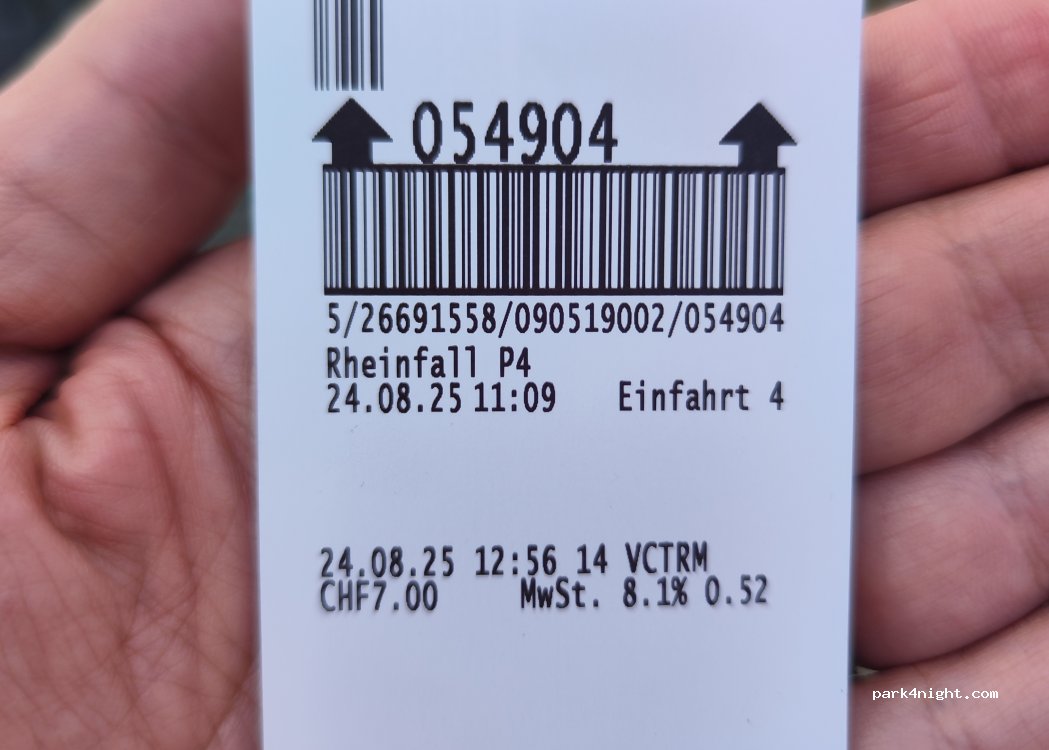 054904
5/26691558/090519002/054904
Rheinfall P4
24.08.25 11:09 Einfahrt 4
24.08.25 12:56 14 VCTRM
CHF7.00 MwSt. 8.1% 0.52
park4night.com